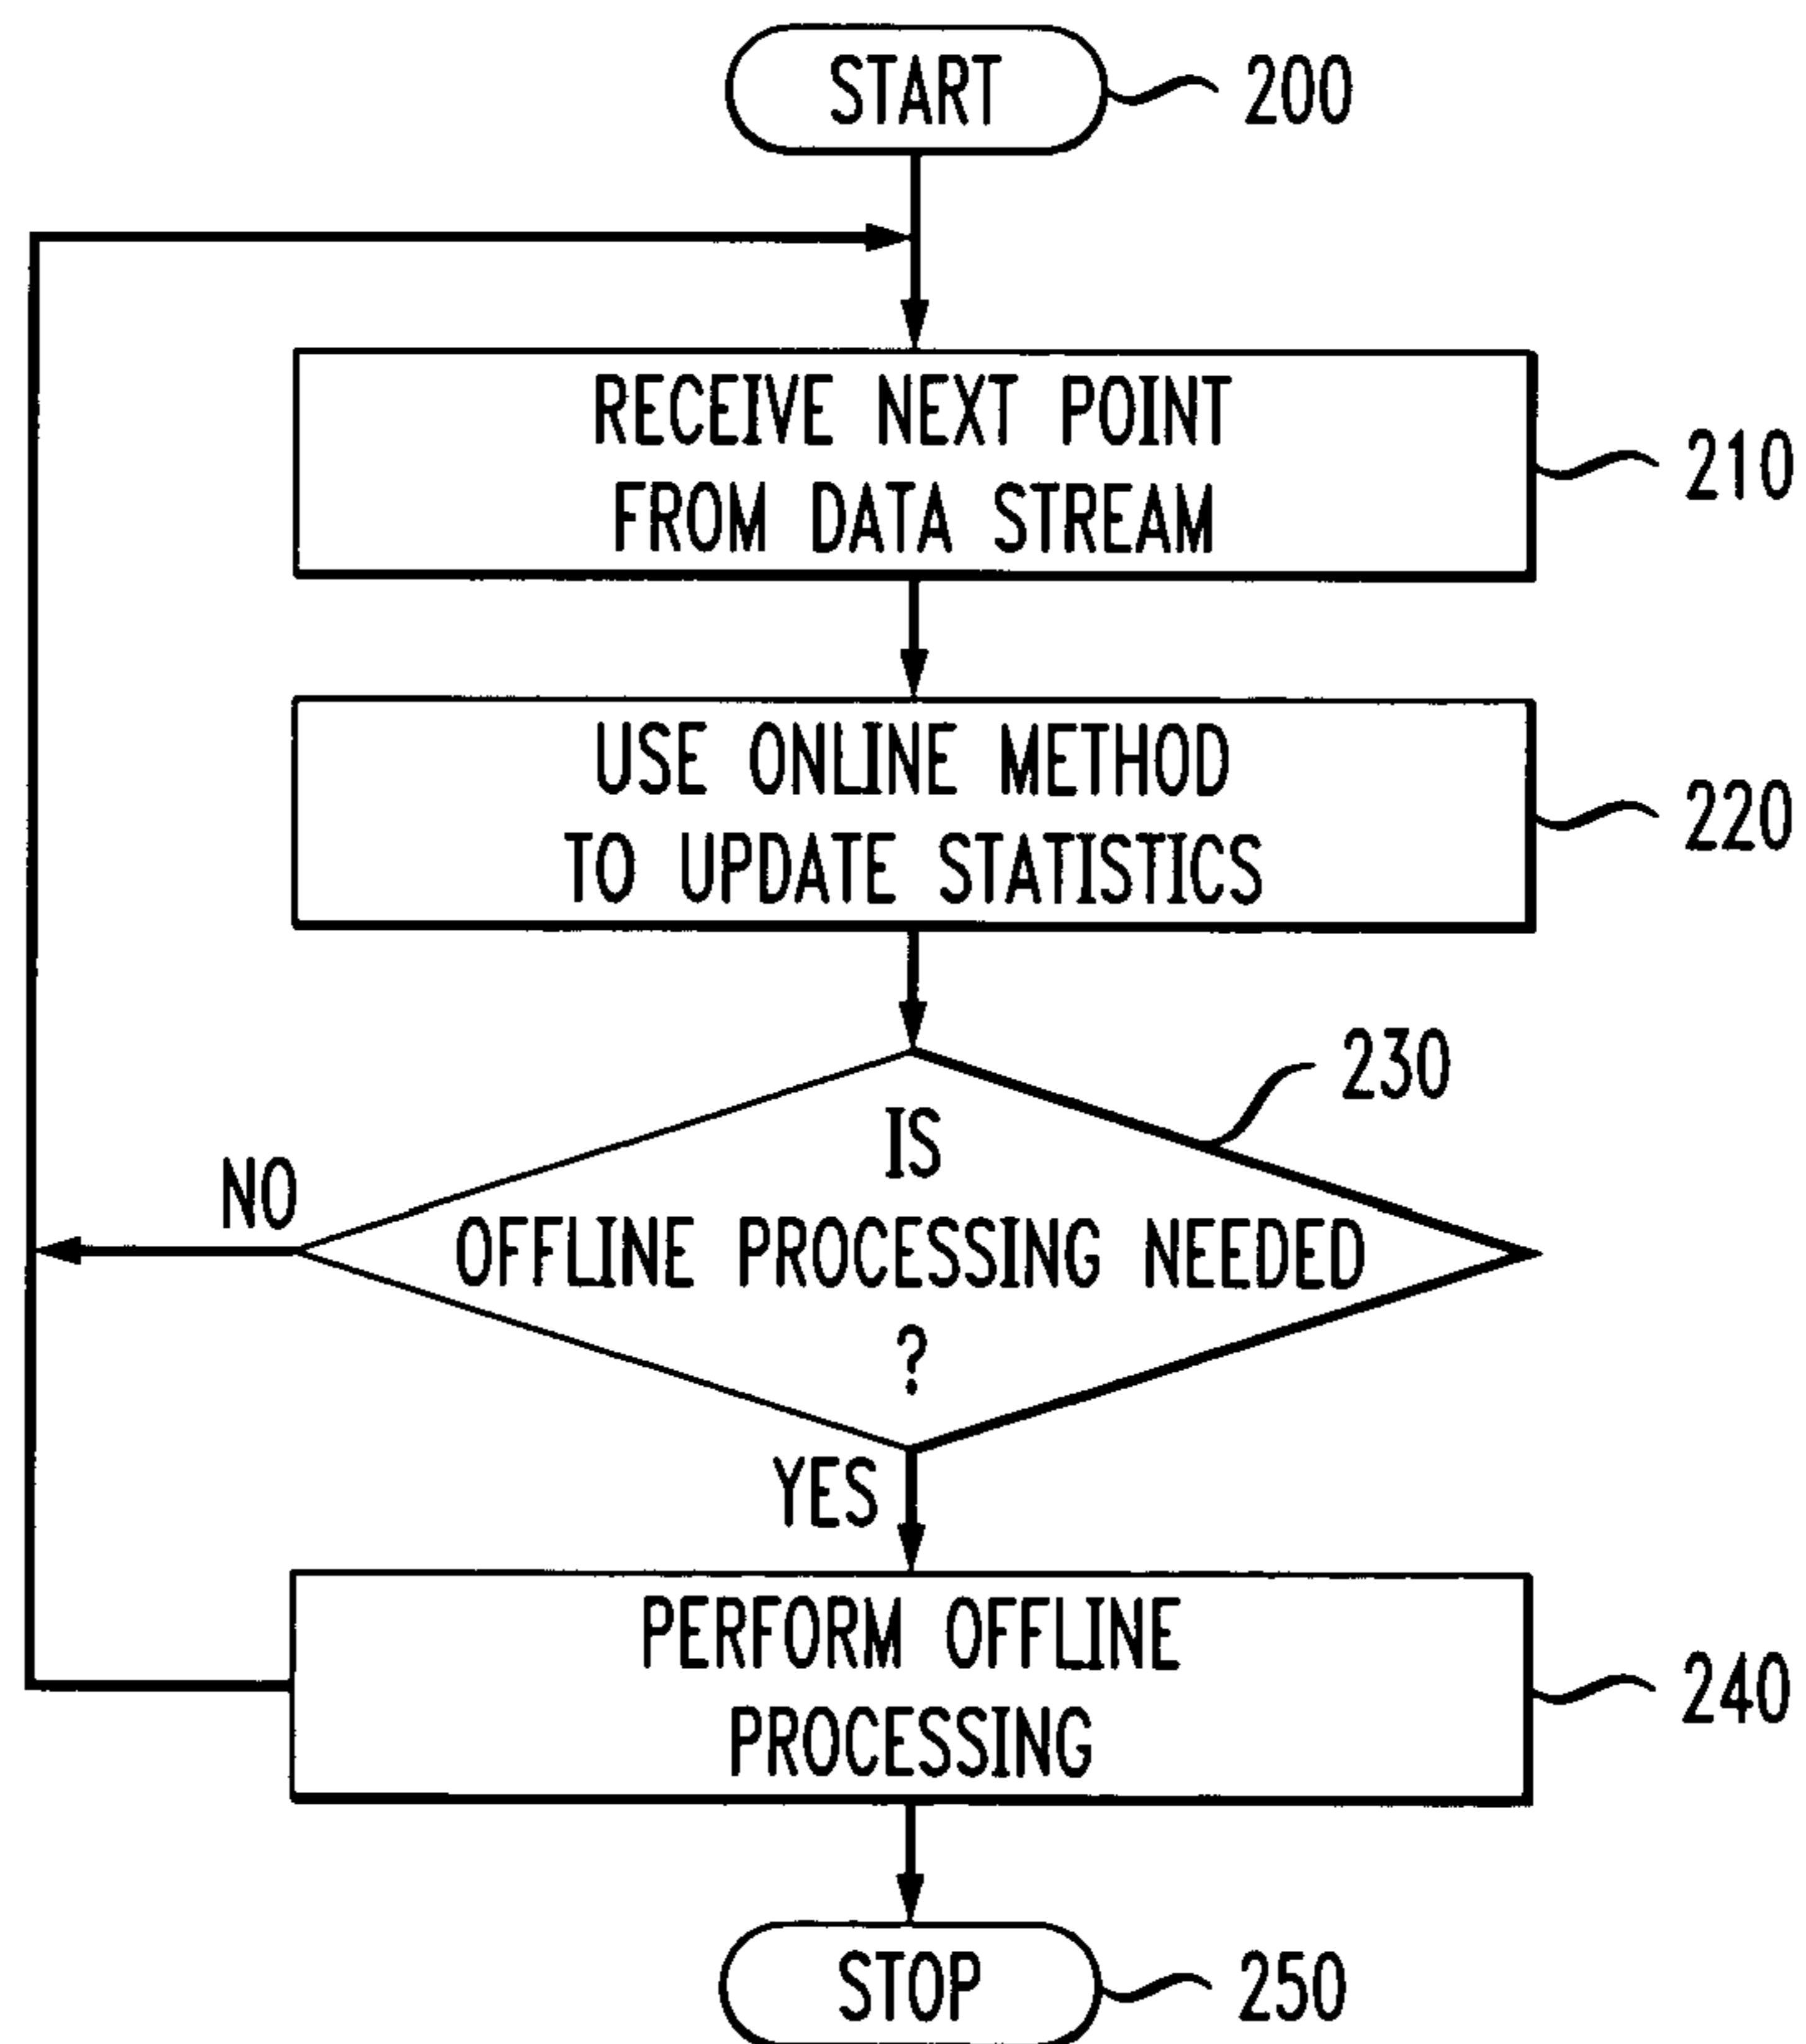 START
200
RECEIVE NEXT POINT
FROM DATA STREAM
210
USE ONLINE METHOD
TO UPDATE STATISTICS
220
230
IS
OFFLINE PROCESSING NEEDED
?
NO
YES
PERFORM OFFLINE
PROCESSING
240
STOP
250